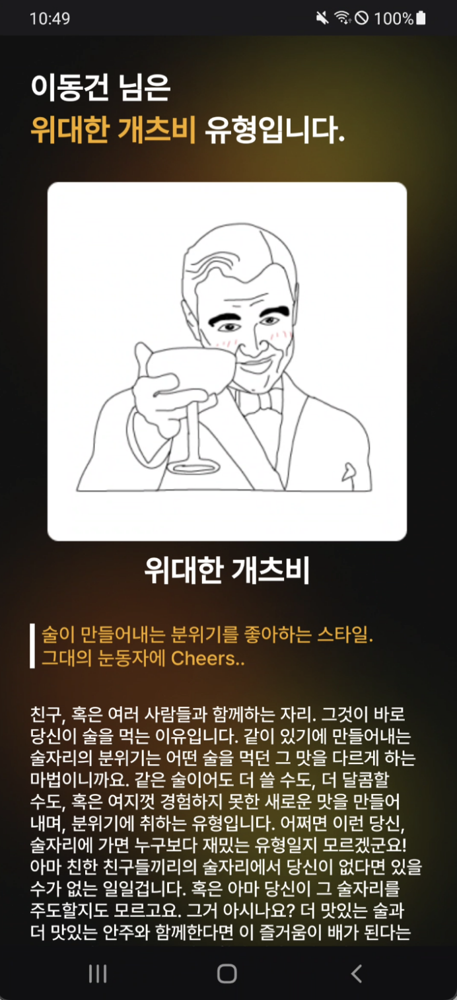 10:49
100%
이동건 님은
위대한 개츠비 유형입니다.
위대한 개츠비
술이 만들어내는 분위기를 좋아하는 스타일.
그대의 눈동자에 Cheers..
친구, 혹은 여러 사람들과 함께하는 자리. 그것이 바로
당신이 술을 먹는 이유입니다. 같이 있기에 만들어내는
술자리의 분위기는 어떤 술을 먹던 그 맛을 다르게 하는
마법이니까요. 같은 술이어도 더 쓸 수도, 더 달콤할
수도, 혹은 여지껏 경험하지 못한 새로운 맛을 만들어
내며, 분위기에 취하는 유형입니다. 어쩌면 이런 당신,
술자리에 가면 누구보다 재밌는 유형일지 모르겠군요!
아마 친한 친구들끼리의 술자리에서 당신이 없다면 있을
수가 없는 일일겁니다. 혹은 아마 당신이 그 술자리를
주도할지도 모르고요. 그거 아시나요? 더 맛있는 술과
더 맛있는 안주와 함께한다면 이 즐거움이 배가 된다는